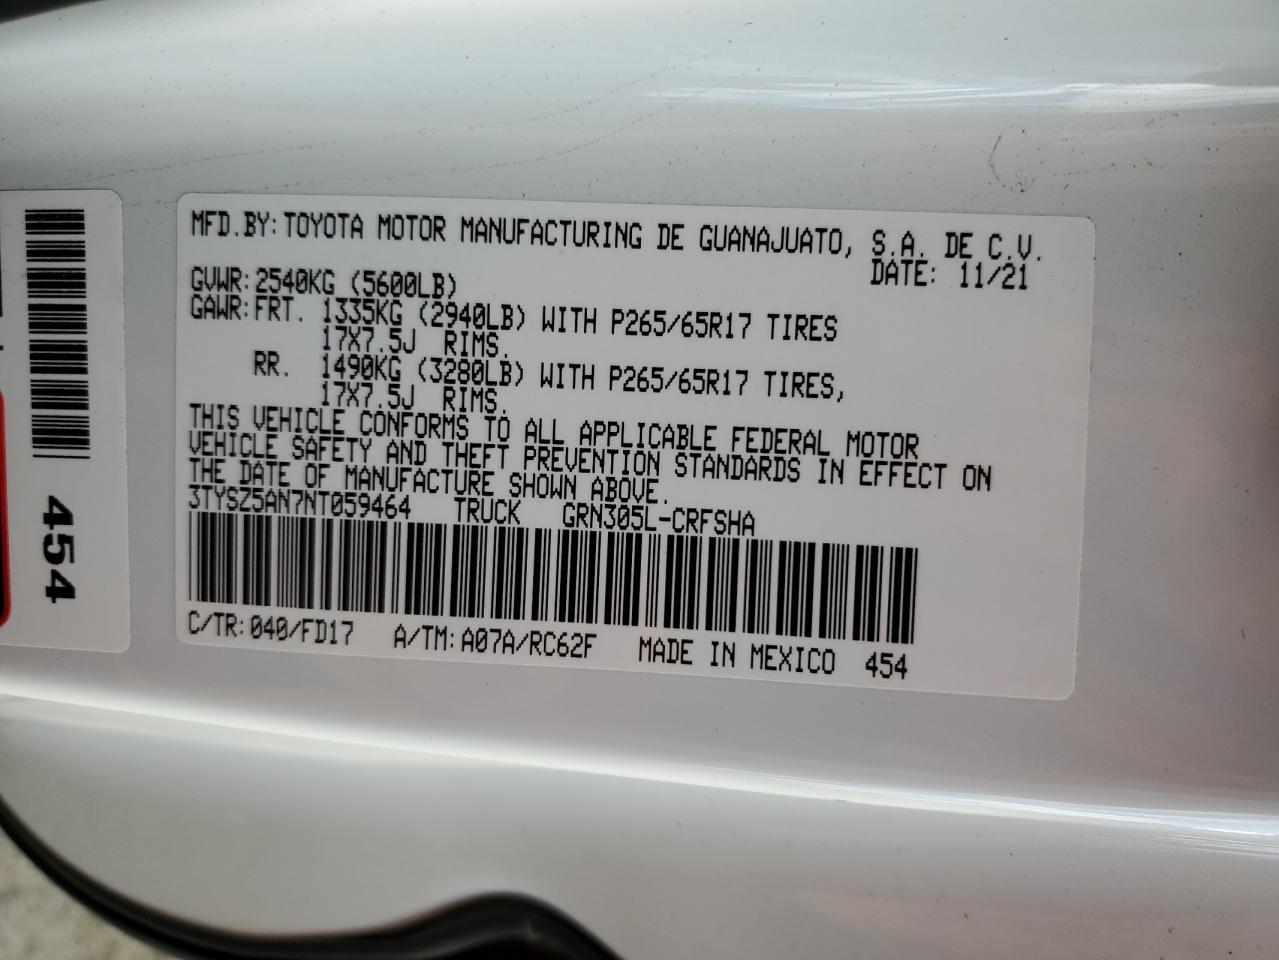 MFD.BY: TOYOTA MOTOR MANUFACTURING DE GUANAJUATO, S.A. DE C.V.
DATE: 11/21
GVWR: 2540KG (5600LB)
GAWR: FRT. 1335KG (2940LB) WITH P265/65R17 TIRES
17X7.5J RIMS.
RR. 1490KG (3280LB) WITH P265/65R17 TIRES,
17X7.5J RIMS.
THIS VEHICLE CONFORMS TO ALL APPLICABLE FEDERAL MOTOR
VEHICLE SAFETY AND THEFT PREVENTION STANDARDS IN EFFECT ON
THE DATE OF MANUFACTURE SHOWN ABOVE.
3TYSZ5AN7NT059464 TRUCK GRN305L-CRFSHA
C/TR: 040/FD17 A/TM: A07A/RC62F MADE IN MEXICO 454
454